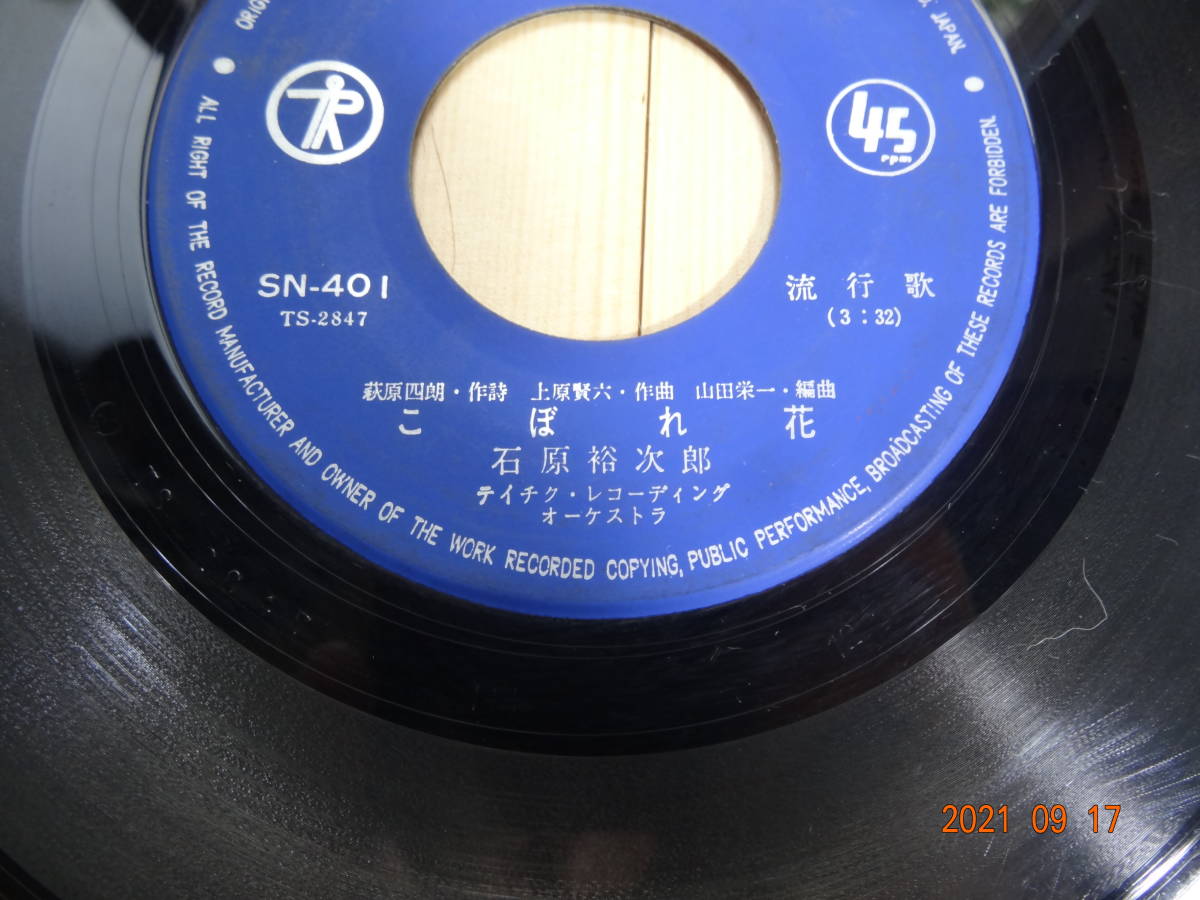 JAPAN.
45
rpm
SN-401
TS-2847
流行歌
(3:32)
萩原四朗・作詩 上原賢六・作曲 山田栄一・編曲
こぼれ花
石原裕次郎
テイチク・レコーディング
オーケストラ
ALL RIGHT OF THE RECORD MANUFACTURER AND OWNER OF THE WORK RECORDED COPYING, PUBLIC PERFORMANCE, BROADCASTING OF THESE RECORDS ARE FORBIDDEN.
2021 09 17